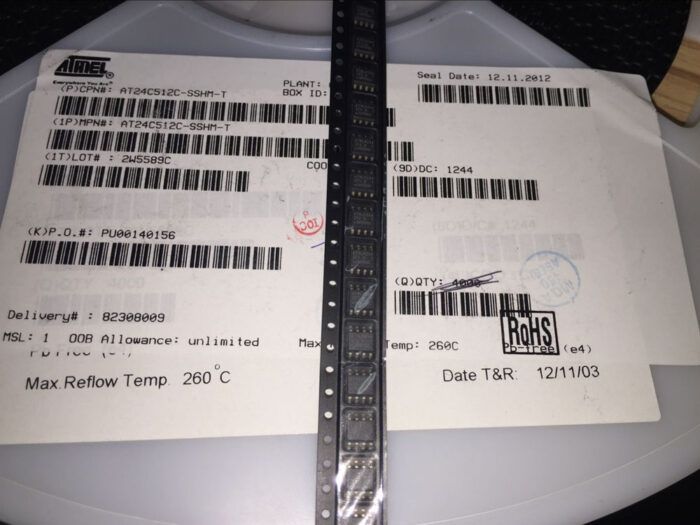 ATMEL
Everywhere You Are®
PLANT:
Seal Date: 12.11.2012
(P)CPN#: AT24C512C-SSHM-T
BOX ID:
(1P)MPN#: AT24C512C-SSHM-T
(1T)LOT# : 2W5589C
COO
(9D)DC: 1244
IQC
(K)P.O.#: PU00140156
(Q)QTY: 4000
Delivery# : 82308009
RoHS
MSL: 1 OOB Allowance: unlimited
Max
Temp: 260C
Pb-free (e4)
Max.Reflow Temp. 260°C
Date T&R: 12/11/03